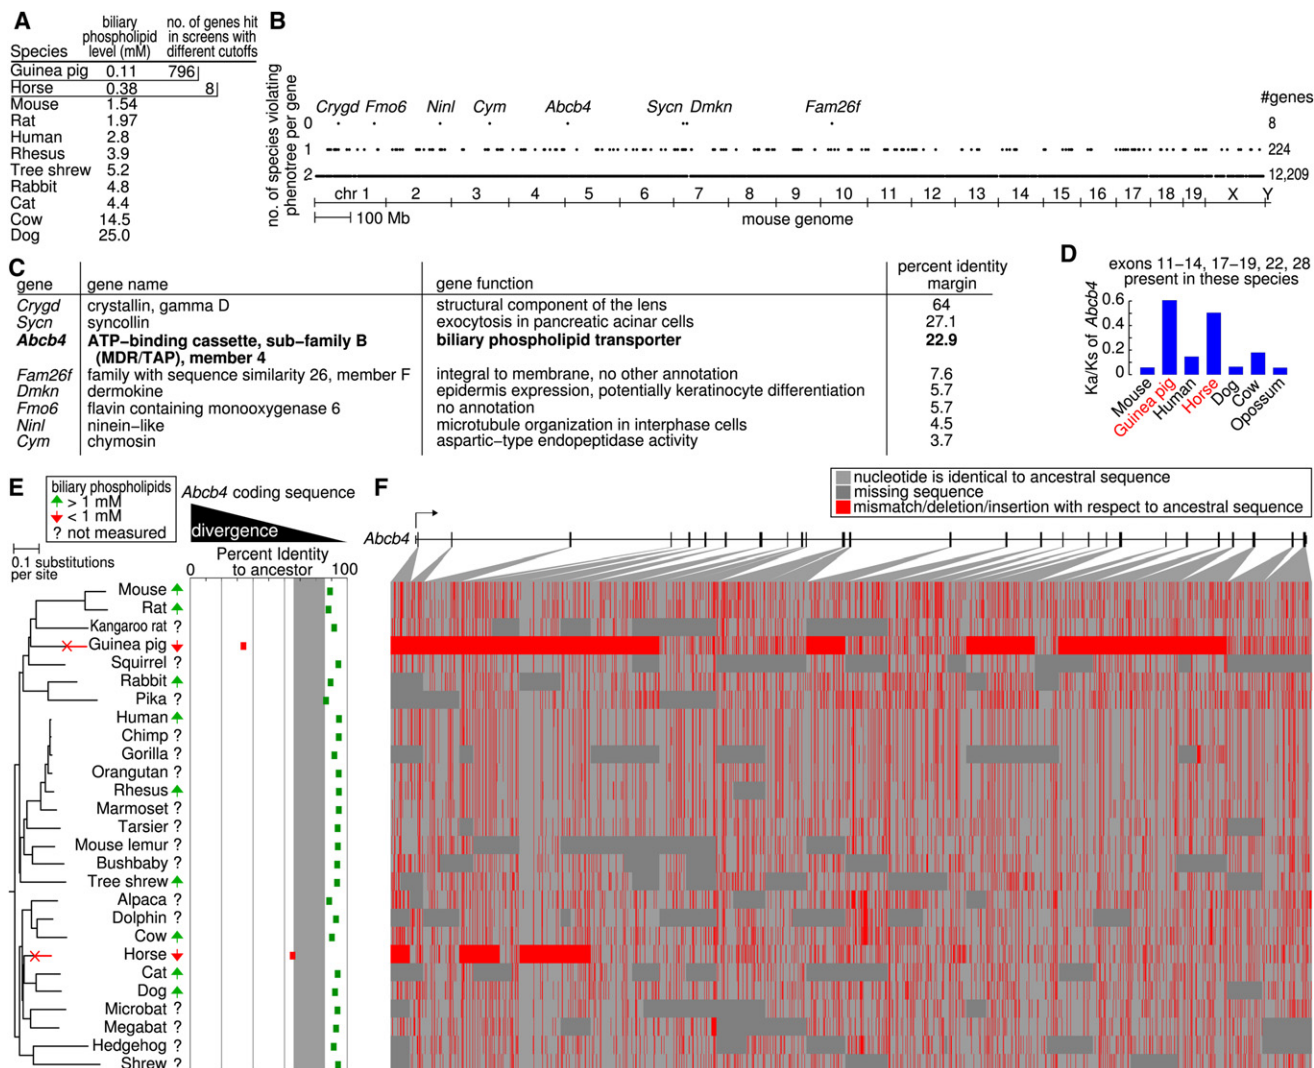 A
Species biliary phospholipid level (mM) no. of genes hit in screens with different cutoffs
Guinea pig 0.11 796
Horse 0.38 8
Mouse 1.54
Rat 1.97
Human 2.8
Rhesus 3.9
Tree shrew 5.2
Rabbit 4.8
Cat 4.4
Cow 14.5
Dog 25.0
B
no. of species violating phenotree per gene
#genes
Crygd Fmo6 Ninl Cym Abcb4 Sycn Dmkn Fam26f
0 8
1 224
2 12,209
chr 1 2 3 4 5 6 7 8 9 10 11 12 13 14 15 16 17 18 19 X Y
100 Mb
mouse genome
C
gene gene name gene function percent identity margin
Crygd crystallin, gamma D structural component of the lens 64
Sycn syncollin exocytosis in pancreatic acinar cells 27.1
Abcb4 ATP-binding cassette, sub-family B biliary phospholipid transporter 22.9
(MDR/TAP), member 4
Fam26f family with sequence similarity 26, member F integral to membrane, no other annotation 7.6
Dmkn dermokine epidermis expression, potentially keratinocyte differentiation 5.7
Fmo6 flavin containing monooxygenase 6 no annotation 5.7
Ninl ninein-like microtubule organization in interphase cells 4.5
Cym chymosin aspartic-type endopeptidase activity 3.7
D
exons 11-14, 17-19, 22, 28
present in these species
Ka/Ks of Abcb4
0.6
0.4
0.2
0
Mouse
Guinea pig
Human
Horse
Dog
Cow
Opossum
E
biliary phospholipids
> 1 mM
< 1 mM
? not measured
0.1 substitutions
per site
Abcb4 coding sequence
divergence
Percent Identity
0 to ancestor 100
Mouse
Rat
Kangaroo rat ?
Guinea pig
Squirrel ?
Rabbit
Pika ?
Human
Chimp ?
Gorilla ?
Orangutan ?
Rhesus
Marmoset ?
Tarsier ?
Mouse lemur ?
Bushbaby ?
Tree shrew
Alpaca ?
Dolphin ?
Cow
Horse
Cat
Dog
Microbat ?
Megabat ?
Hedgehog ?
Shrew ?
F
nucleotide is identical to ancestral sequence
missing sequence
mismatch/deletion/insertion with respect to ancestral sequence
Abcb4